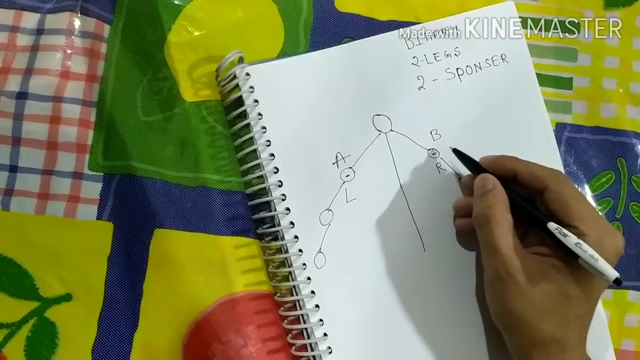 Made with KINEMASTER
BINARY
2-LEGS
2 - SPONSER
A
B
L
R